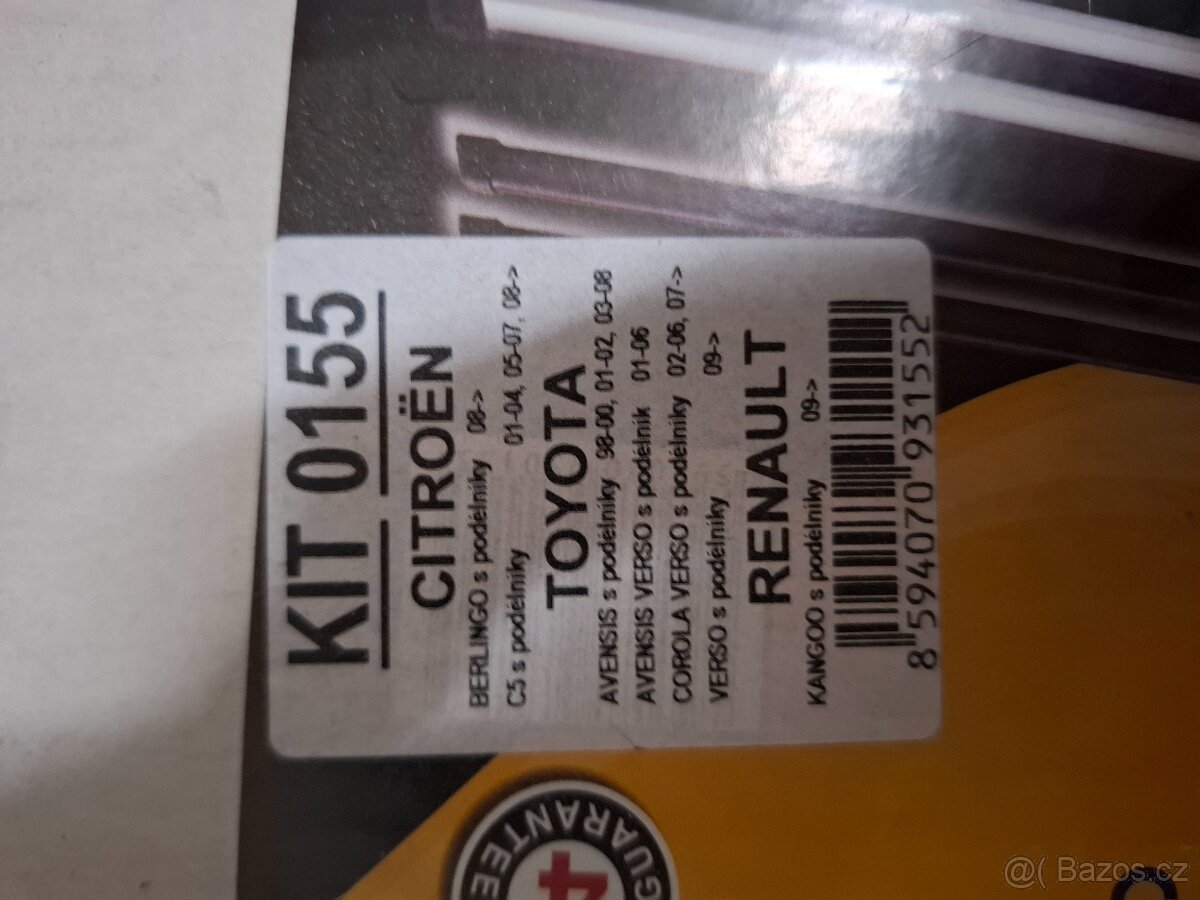 KIT 0155
CITROËN
BERLINGO s podélníky 08->
C5 s podélníky 01-04, 05-07, 08->
TOYOTA
AVENSIS s podélníky 98-00, 01-02, 03-08
AVENSIS VERSO s podélník 01-06
COROLA VERSO s podélníky 02-06, 07->
VERSO s podélníky 09->
RENAULT
KANGOO s podélníky 09->
8 594070 931552
GUARANTEE
4
@( Bazos.cz